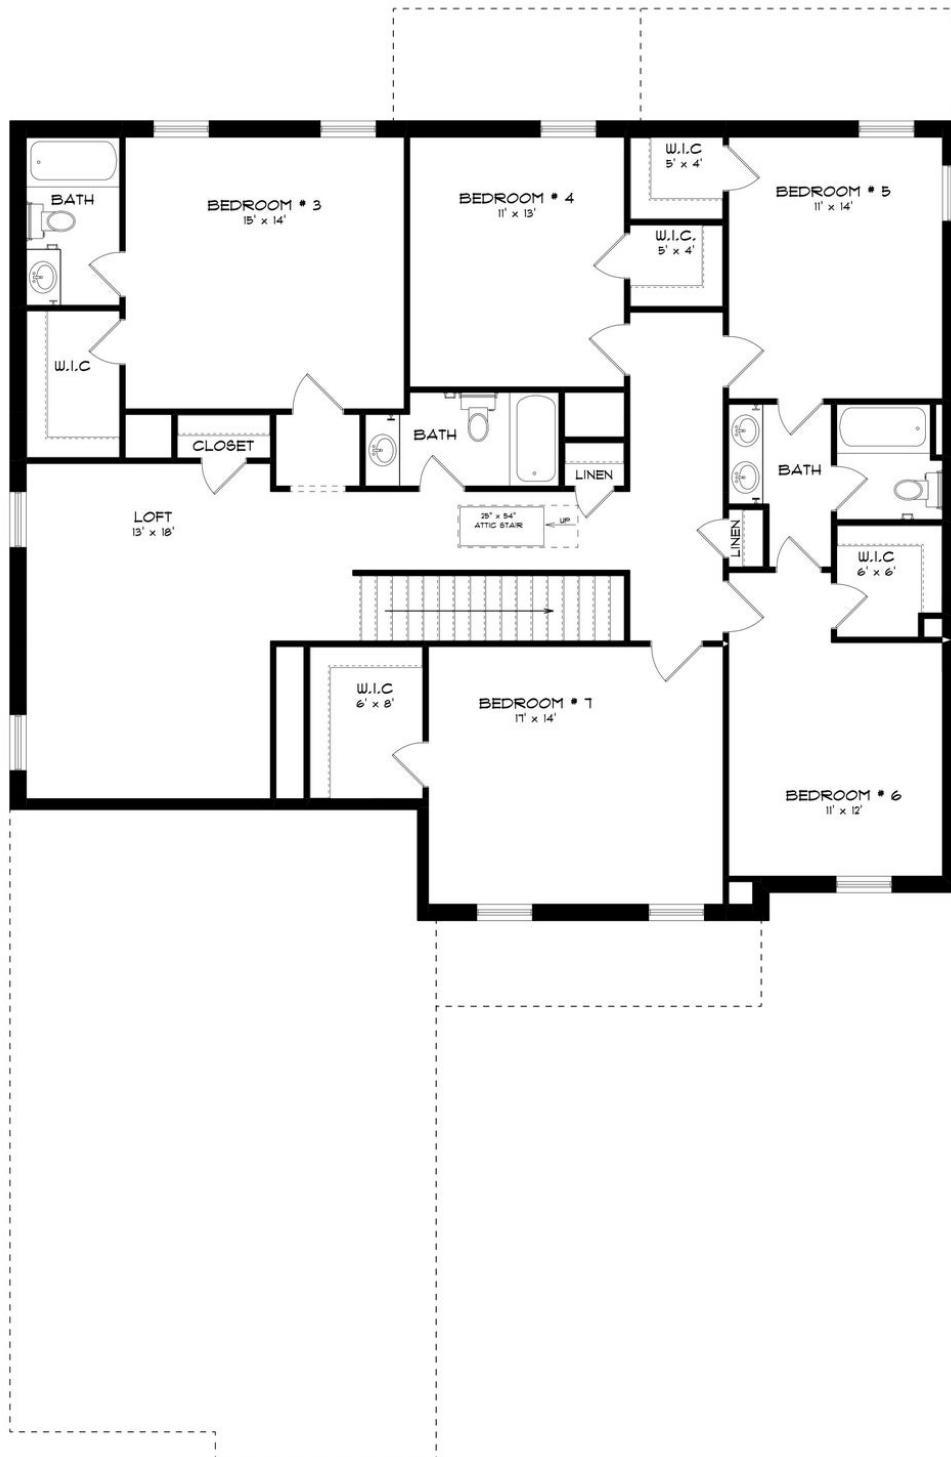 W.I.C
5' x 4'
BATH
BEDROOM # 3
15' x 14'
BEDROOM # 4
11' x 13'
BEDROOM # 5
11' x 14'
W.I.C.
5' x 4'
W.I.C
CLOSET
BATH
LINEN
BATH
LOFT
13' x 18'
25" x 54"
ATTIC STAIR
UP
LINEN
W.I.C
6' x 6'
W.I.C
6' x 8'
BEDROOM # 7
17' x 14'
BEDROOM # 6
11' x 12'